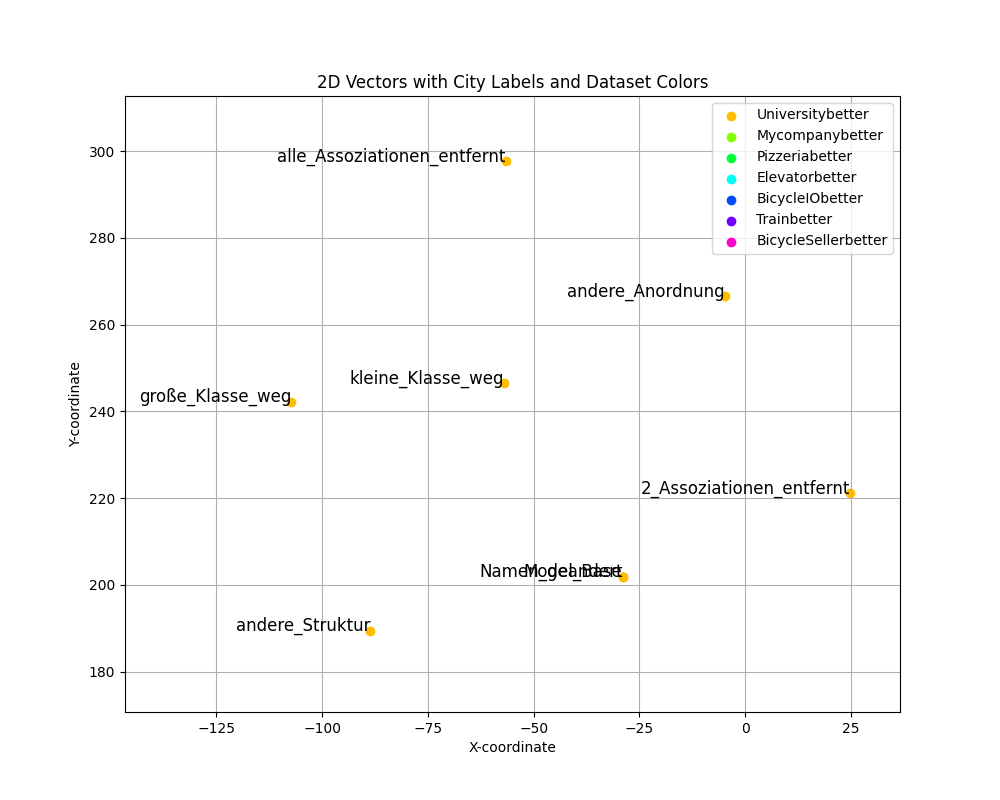 2D Vectors with City Labels and Dataset Colors
Universitybetter
Mycompanybetter
Pizzeriabetter
Elevatorbetter
BicycleIObetter
Trainbetter
BicycleSellerbetter
alle_Assoziationen_entfernt
andere_Anordnung
kleine_Klasse_weg
große_Klasse_weg
2_Assoziationen_entfernt
Model_Base
andere_Struktur
300
280
260
240
220
200
180
Y-coordinate
−125
−100
−75
−50
−25
0
25
X-coordinate